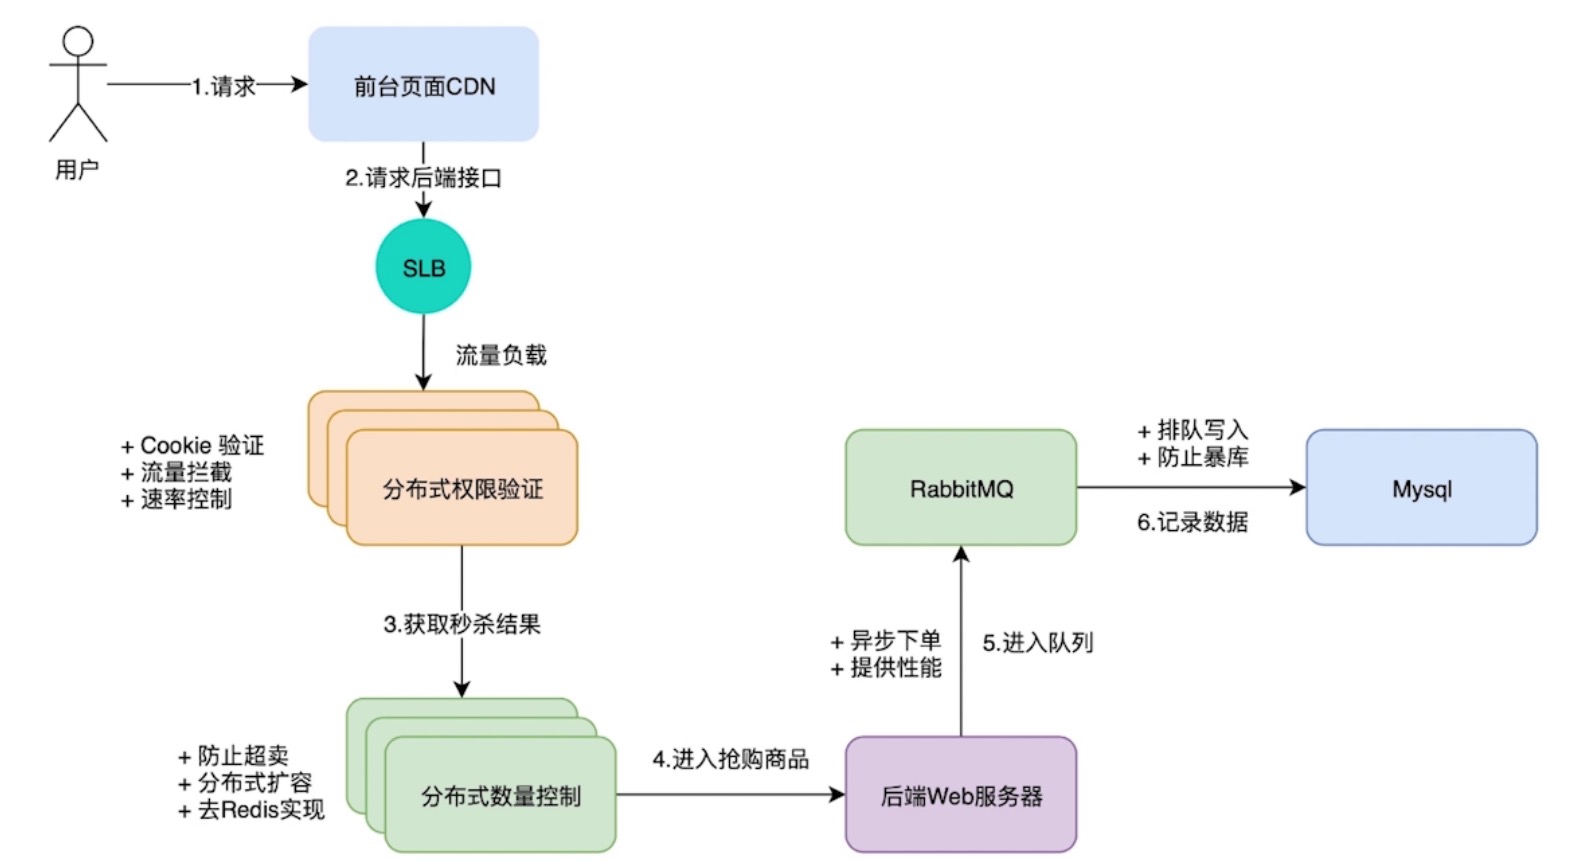 1.请求
前台页面CDN
用户
2.请求后端接口
SLB
流量负载
+ Cookie 验证
+ 流量拦截
+ 速率控制
分布式权限验证
RabbitMQ
+ 排队写入
+ 防止暴库
6.记录数据
Mysql
3.获取秒杀结果
+ 异步下单
+ 提供性能
5.进入队列
+ 防止超卖
+ 分布式扩容
+ 去Redis实现
分布式数量控制
4.进入抢购商品
后端Web服务器